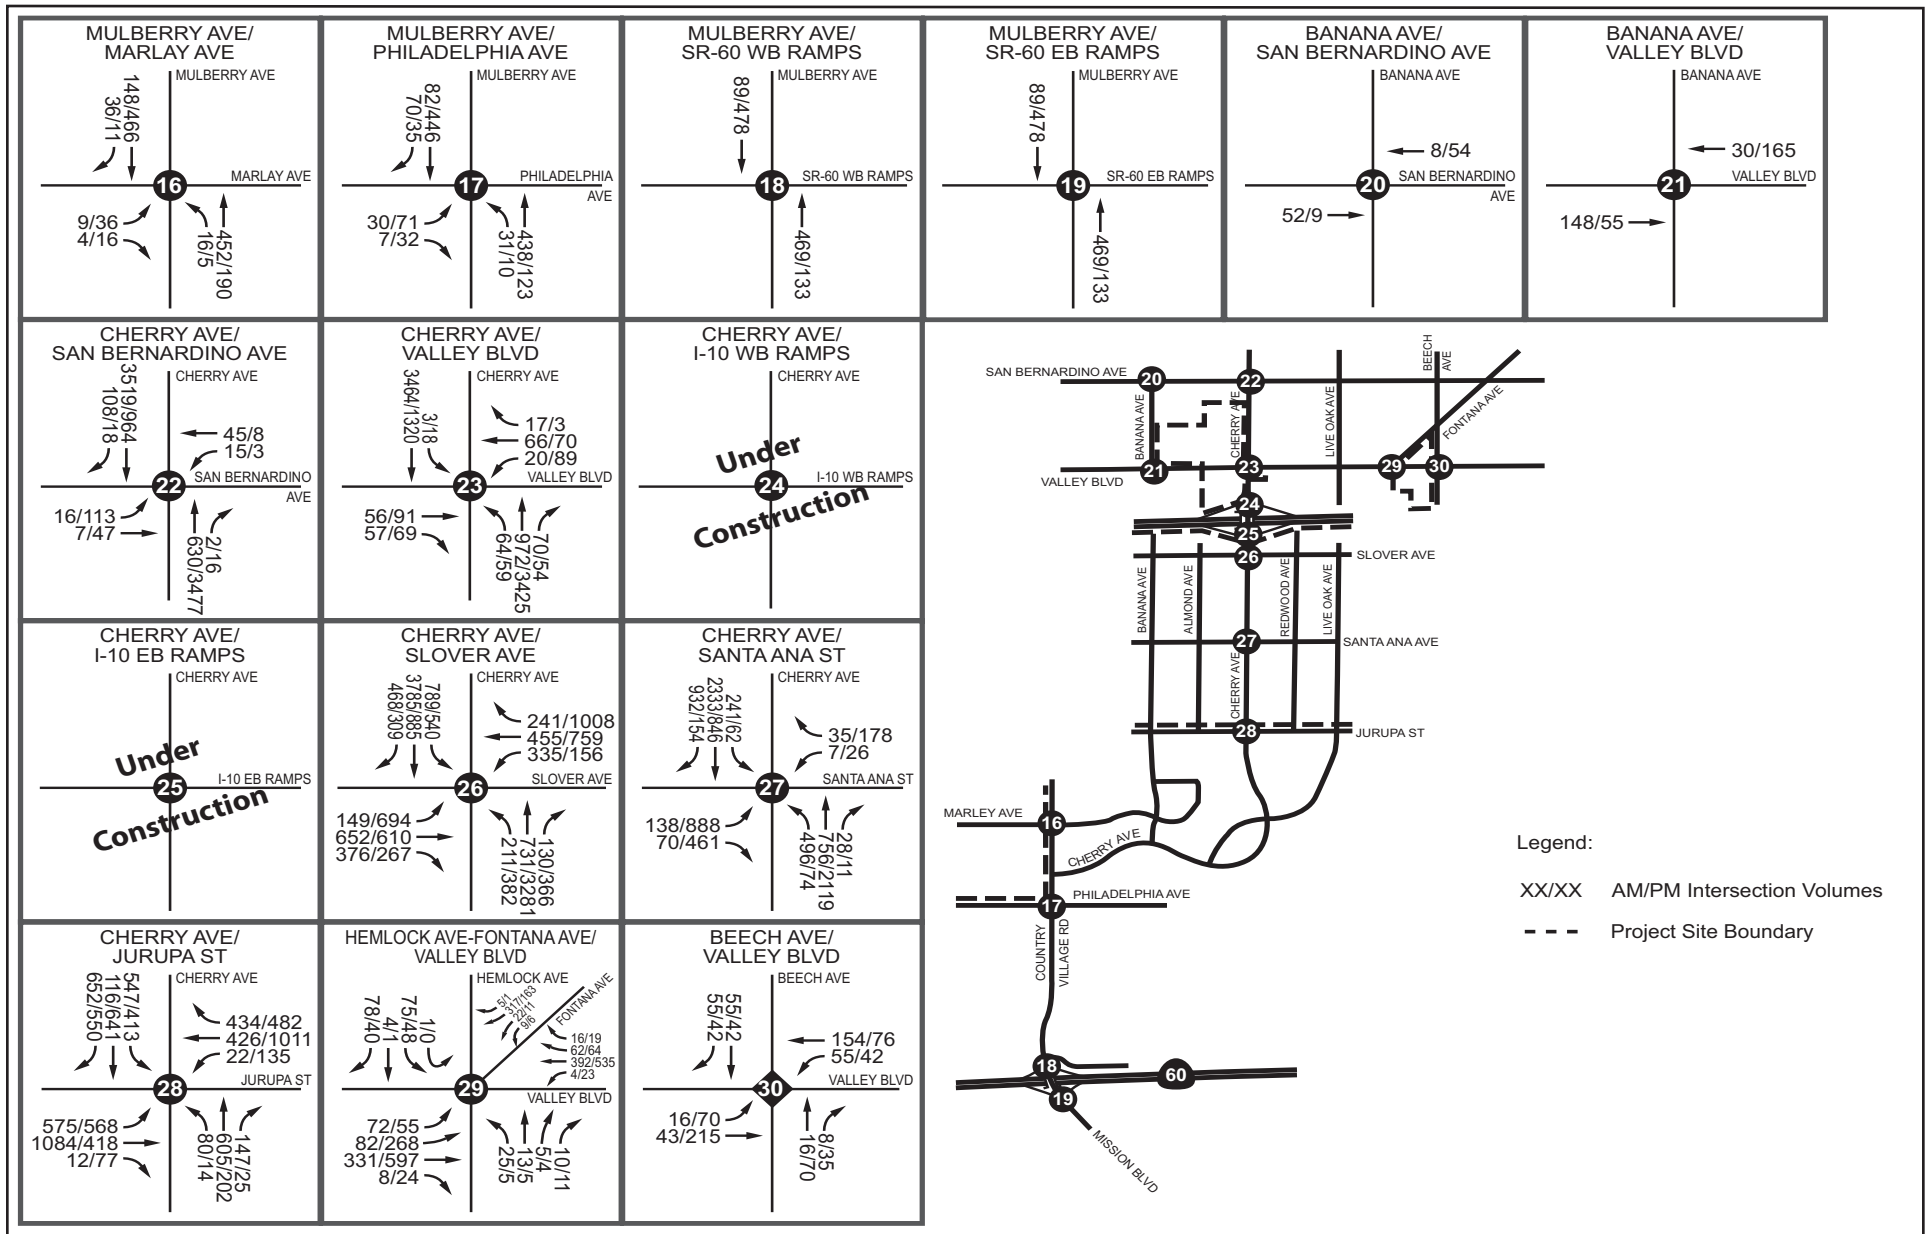 MULBERRY AVE/
MARLAY AVE
MULBERRY AVE
148/466
36/11
16
MARLAY AVE
9/36
4/16
452/190
16/5
MULBERRY AVE/
PHILADELPHIA AVE
MULBERRY AVE
82/446
70/35
17
PHILADELPHIA
AVE
30/71
7/32
438/123
31/10
MULBERRY AVE/
SR-60 WB RAMPS
MULBERRY AVE
89/478
18
SR-60 WB RAMPS
469/133
MULBERRY AVE/
SR-60 EB RAMPS
MULBERRY AVE
89/478
19
SR-60 EB RAMPS
469/133
BANANA AVE/
SAN BERNARDINO AVE
BANANA AVE
8/54
20
SAN BERNARDINO
AVE
52/9
BANANA AVE/
VALLEY BLVD
BANANA AVE
30/165
21
VALLEY BLVD
148/55
CHERRY AVE/
SAN BERNARDINO AVE
CHERRY AVE
3519/964
108/18
45/8
15/3
22
SAN BERNARDINO
AVE
16/113
7/47
2/16
630/3477
CHERRY AVE/
VALLEY BLVD
CHERRY AVE
3/18
3464/1320
17/3
66/70
20/89
23
VALLEY BLVD
56/91
57/69
70/54
972/3425
64/59
CHERRY AVE/
I-10 WB RAMPS
CHERRY AVE
Under
24
I-10 WB RAMPS
Construction
CHERRY AVE/
I-10 EB RAMPS
CHERRY AVE
Under
25
I-10 EB RAMPS
Construction
CHERRY AVE/
SLOVER AVE
CHERRY AVE
789/540
3785/885
468/309
241/1008
455/759
335/156
26
SLOVER AVE
149/694
652/610
376/267
130/366
731/3281
211/382
CHERRY AVE/
SANTA ANA ST
CHERRY AVE
241/62
2333/846
932/154
35/178
7/26
27
SANTA ANA ST
138/888
70/461
28/11
756/2119
496/74
CHERRY AVE/
JURUPA ST
CHERRY AVE
547/413
116/641
652/550
434/482
426/1011
22/135
28
JURUPA ST
575/568
1084/418
12/77
147/25
605/202
80/14
HEMLOCK AVE-FONTANA AVE/
VALLEY BLVD
HEMLOCK AVE
FONTANA AVE
1/0
75/48
4/1
78/40
5/1
317/163
22/11
9/6
16/19
62/64
392/535
4/23
29
VALLEY BLVD
72/55
82/268
331/597
8/24
10/11
5/4
13/5
25/5
BEECH AVE/
VALLEY BLVD
BEECH AVE
55/42
55/42
154/76
55/42
30
VALLEY BLVD
16/70
43/215
8/35
16/70
SAN BERNARDINO AVE
20
22
BEECH
AVE
FONTANA AVE
BANANA AVE
CHERRY AVE
LIVE OAK AVE
VALLEY BLVD
21
23
29
30
24
25
26
SLOVER AVE
BANANA AVE
ALMOND AVE
REDWOOD AVE
LIVE OAK AVE
27
SANTA ANA AVE
CHERRY AVE
28
JURUPA ST
MARLEY AVE
16
CHERRY AVE
17
PHILADELPHIA AVE
COUNTRY
VILLAGE RD
18
60
19
MISSION BLVD
Legend:
XX/XX AM/PM Intersection Volumes
Project Site Boundary